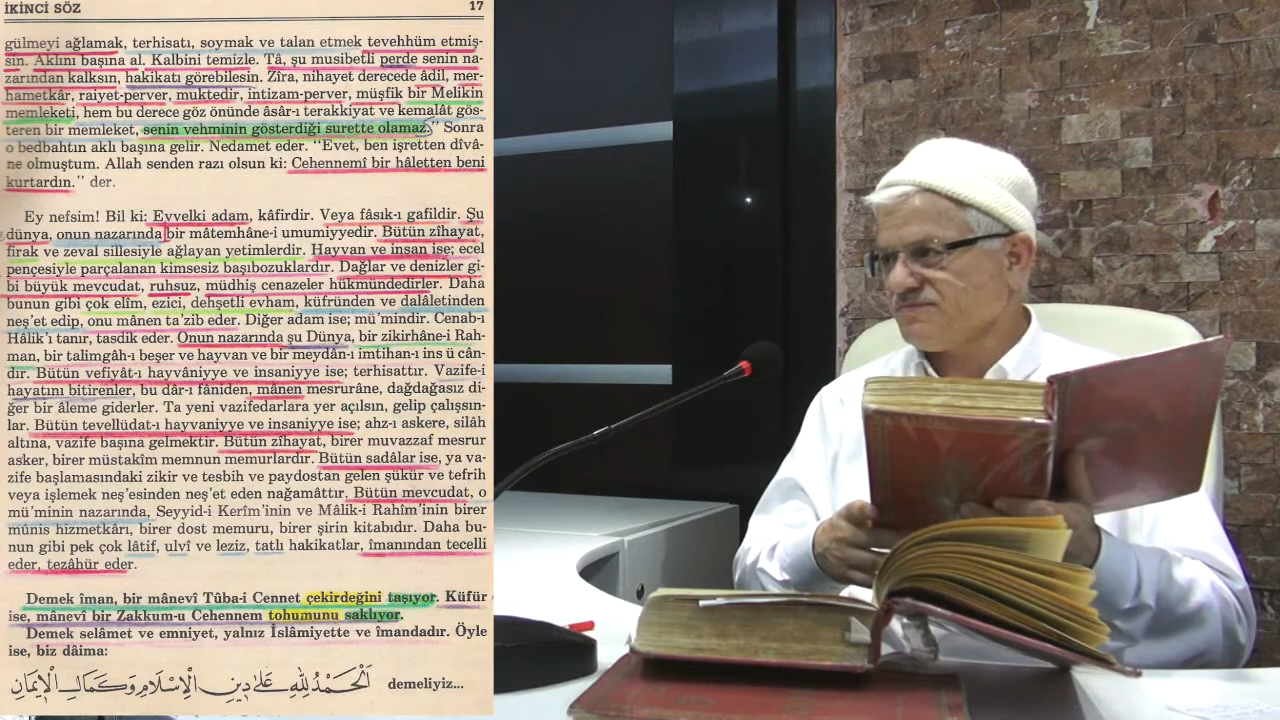 İKİNCİ SÖZ 17
gülmeyi ağlamak, terhisatı, soymak ve talan etmek tevehhüm etmiş-
sin. Aklını başına al. Kalbini temizle. Tâ, şu musibetli perde senin na-
zarından kalksın, hakikatı görebilesin. Zîra, nihayet derecede âdil, mer-
hametkâr, raiyet-perver, muktedir, intizam-perver, müşfik bir Melikin
memleketi, hem bu derece göz önünde âsâr-ı terakkiyat ve kemalât gös-
teren bir memleket, senin vehminin gösterdiği surette olamaz." Sonra
o bedbahtın aklı başına gelir. Nedamet eder. "Evet, ben işretten dîvâ-
ne olmuştum. Allah senden razı olsun ki: Cehennemî bir hâletten beni
kurtardın." der.
Ey nefsim! Bil ki: Evvelki adam, kâfirdir. Veya fâsık-ı gafildir. Şu
dünya, onun nazarında bir mâtemhâne-i umumiyyedir. Bütün zîhayat,
firak ve zeval sillesiyle ağlayan yetimlerdir. Hayvan ve insan ise; ecel
pençesiyle parçalanan kimsesiz başıbozuklardır. Dağlar ve denizler gi-
bi büyük mevcudat, ruhsuz, müdhiş cenazeler hükmündedirler. Daha
bunun gibi çok elîm, ezici, dehşetli evham, küfründen ve dalâletinden
neş'et edip, onu mânen ta'zib eder. Diğer adam ise; mü'mindir. Cenab-ı
Hâlik'ı tanır, tasdik eder. Onun nazarında şu Dünya, bir zikirhâne-i Rah-
man, bir talimgâh-ı beşer ve hayvan ve bir meydân-ı imtihan-ı ins ü cân-
dır. Bütün vefiyât-ı hayvâniyye ve insaniyye ise; terhisattır. Vazife-i
hayatını bitirenler, bu dâr-ı fâniden, mânen mesrurâne, dağdağasız di-
ğer bir âleme giderler. Ta yeni vazifedarlara yer açılsın, gelip çalışsın-
lar. Bütün tevellüdat-ı hayvaniyye ve insaniyye ise; ahz-ı askere, silâh
altına, vazife başına gelmektir. Bütün zîhayat, birer muvazzaf mesrur
asker, birer müstakîm memnun memurlardır. Bütün sadâlar ise, ya va-
zife başlamasındaki zikir ve tesbih ve paydostan gelen şükür ve tefrih
veya işlemek neş'esinden neş'et eden nağamâttır. Bütün mevcudat, o
mü'minin nazarında, Seyyid-i Kerîm'inin ve Mâlik-i Rahîm'inin birer
mûnis hizmetkârı, birer dost memuru, birer şirin kitabıdır. Daha bu-
nun gibi pek çok lâtif, ulvî ve leziz, tatlı hakikatlar, îmanından tecelli
eder, tezâhür eder.
Demek îman, bir mânevî Tûba-i Cennet çekirdeğini taşıyor. Küfür
ise, mânevî bir Zakkum-u Cehennem tohumunu saklıyor.
Demek selâmet ve emniyet, yalnız İslâmiyette ve îmandadır. Öyle
ise, biz dâima:
اَلْحَمْدُ لِلّٰهِ عَلٰى دِينِ الْاِسْلَامِ وَكَمَالِ الْاِيمَانِ demeliyiz...